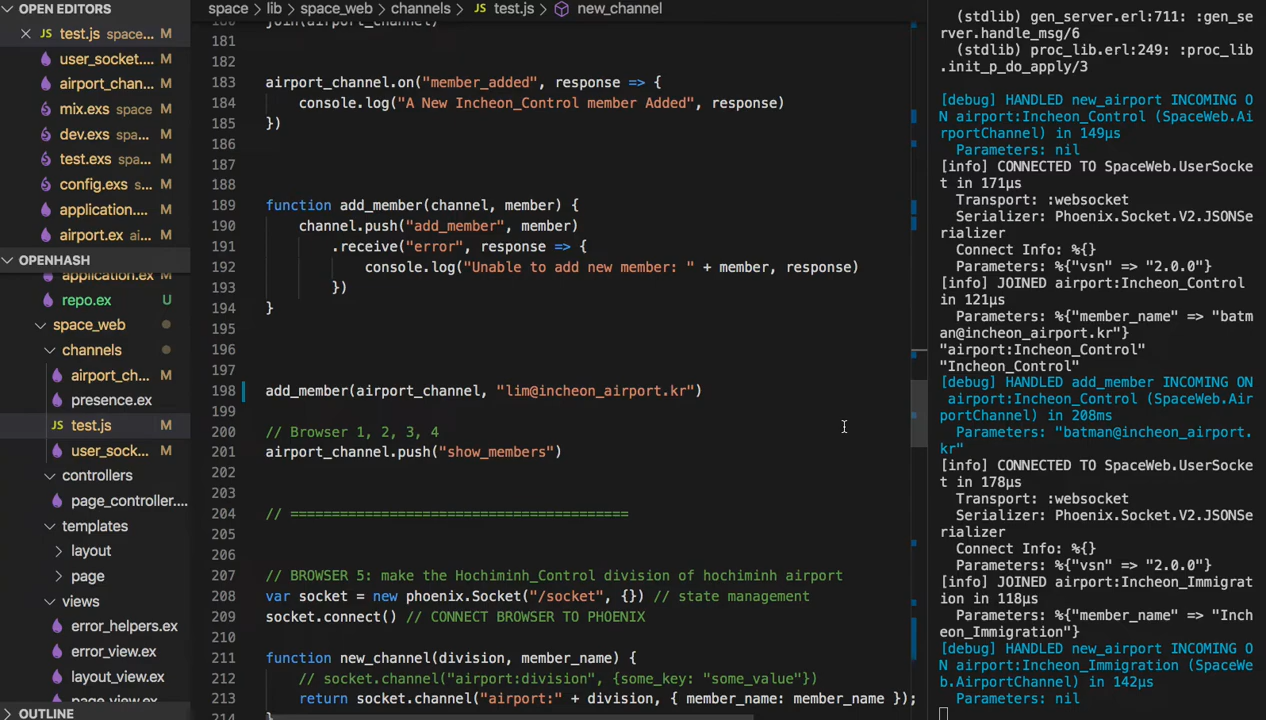 OPEN EDITORS
JS test.js space...
user_socket....
airport_chan...
mix.exs space
dev.exs spa...
test.exs spa...
config.exs s...
application....
airport.ex ai...
M
M
M
M
M
M
M
M
M
OPENHASH
application.ex M
repo.ex U
space_web
channels
airport_ch... M
presence.ex
JS test.js M
user_sock... M
controllers
page_controller....
templates
layout
page
views
error_helpers.ex
error_view.ex
layout_view.ex
page_view.ex
OUTLINE
space > lib > space_web > channels > JS test.js > new_channel
join(airport_channel)
181
182
183 airport_channel.on("member_added", response => {
184 console.log("A New Incheon_Control member Added", response)
185 })
186
187
188
189 function add_member(channel, member) {
190 channel.push("add_member", member)
191 .receive("error", response => {
192 console.log("Unable to add new member: " + member, response)
193 })
194 }
195
196
197
198 add_member(airport_channel, "lim@incheon_airport.kr")
199
200 // Browser 1, 2, 3, 4
201 airport_channel.push("show_members")
202
203
204 // =========================================
205
206
207 // BROWSER 5: make the Hochiminh_Control division of hochiminh airport
208 var socket = new phoenix.Socket("/socket", {}) // state management
209 socket.connect() // CONNECT BROWSER TO PHOENIX
210
211 function new_channel(division, member_name) {
212 // socket.channel("airport:division", {some_key: "some_value"})
213 return socket.channel("airport:" + division, { member_name: member_name });
214 }
(stdlib) gen_server.erl:711: :gen_se
rver.handle_msg/6
(stdlib) proc_lib.erl:249: :proc_lib
.init_p_do_apply/3
[debug] HANDLED new_airport INCOMING O
N airport:Incheon_Control (SpaceWeb.Ai
rportChannel) in 149µs
Parameters: nil
[info] CONNECTED TO SpaceWeb.UserSocke
t in 171µs
Transport: :websocket
Serializer: Phoenix.Socket.V2.JSONSe
rializer
Connect Info: %{}
Parameters: %{"vsn" => "2.0.0"}
[info] JOINED airport:Incheon_Control
in 121µs
Parameters: %{"member_name" => "bat
man@incheon_airport.kr"}
"airport:Incheon_Control"
"Incheon_Control"
[debug] HANDLED add_member INCOMING ON
airport:Incheon_Control (SpaceWeb.Air
portChannel) in 208ms
Parameters: "batman@incheon_airport.
kr"
[info] CONNECTED TO SpaceWeb.UserSocke
t in 178µs
Transport: :websocket
Serializer: Phoenix.Socket.V2.JSONSe
rializer
Connect Info: %{}
Parameters: %{"vsn" => "2.0.0"}
[info] JOINED airport:Incheon_Immigrat
ion in 118µs
Parameters: %{"member_name" => "Inch
eon_Immigration"}
[debug] HANDLED new_airport INCOMING O
N airport:Incheon_Immigration (SpaceWe
b.AirportChannel) in 142µs
Parameters: nil